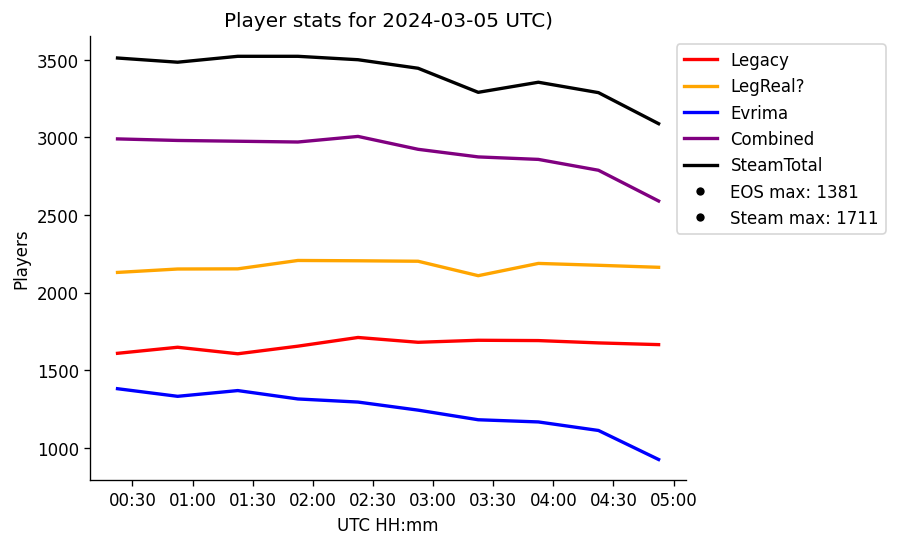 Player stats for 2024-03-05 UTC)
Players
3500
3000
2500
2000
1500
1000
00:30 01:00 01:30 02:00 02:30 03:00 03:30 04:00 04:30 05:00
UTC HH:mm
Legacy
LegReal?
Evrima
Combined
SteamTotal
EOS max: 1381
Steam max: 1711